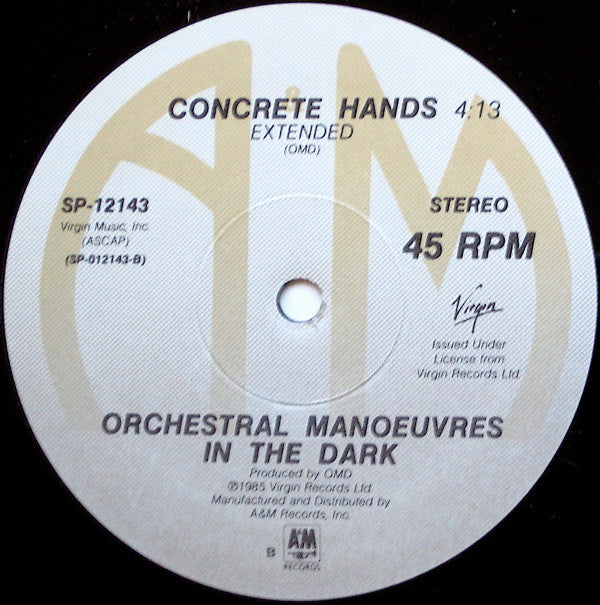 CONCRETE HANDS 4:13
EXTENDED
(OMD)
SP-12143
Virgin Music, Inc.
(ASCAP)
(SP-012143-B)
STEREO
45 RPM
Virgin
Issued Under
License from
Virgin Records Ltd.
ORCHESTRAL MANOEUVRES
IN THE DARK
Produced by OMD
℗1985 Virgin Records Ltd.
Manufactured and Distributed by
A&M Records, Inc.
B
A&M
RECORDS